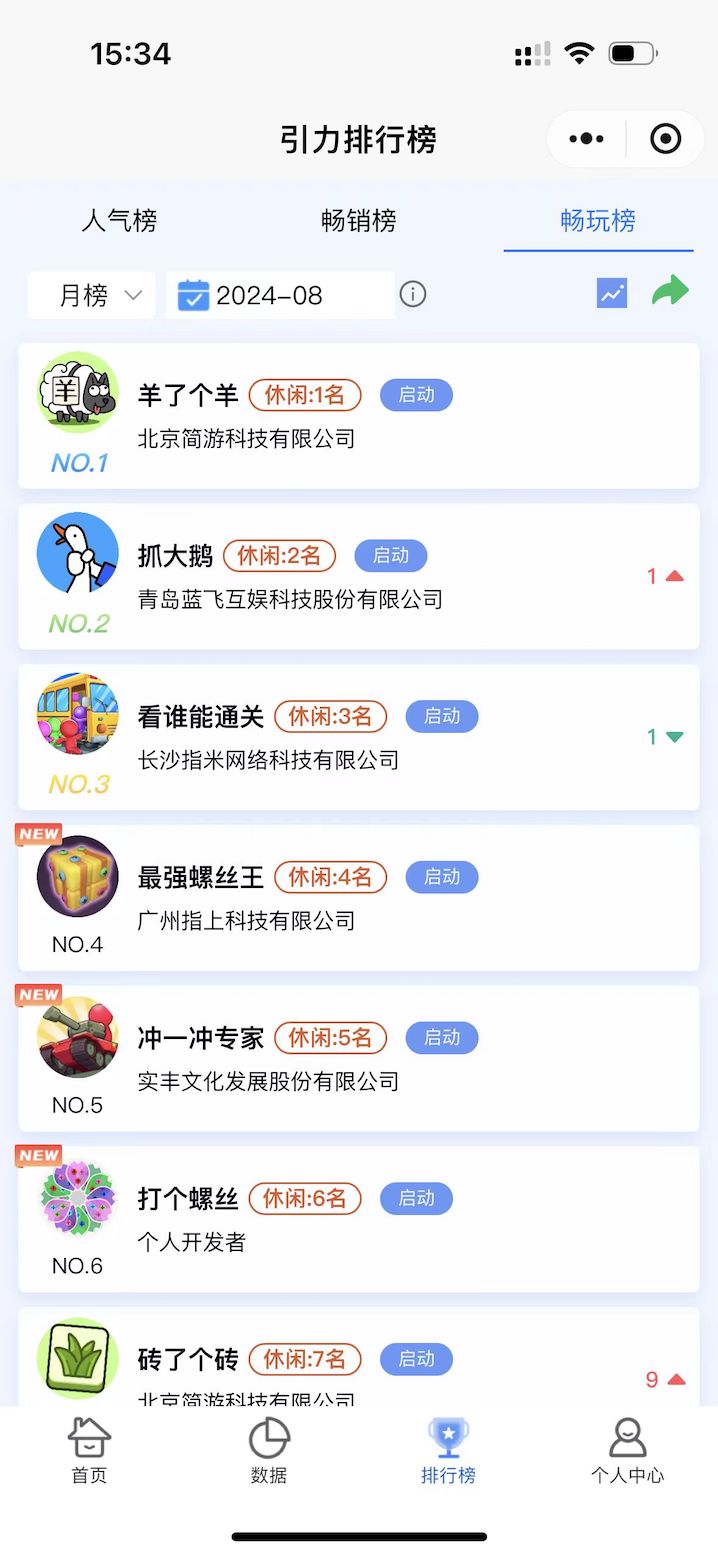 15:34
引力排行榜
人气榜 畅销榜 畅玩榜
月榜 2024-08
羊
羊了个羊 休闲:1名 启动
北京简游科技有限公司
NO.1
抓大鹅 休闲:2名 启动
1
青岛蓝飞互娱科技股份有限公司
NO.2
看谁能通关 休闲:3名 启动
1
长沙指米网络科技有限公司
NO.3
NEW
最强螺丝王 休闲:4名 启动
广州指上科技有限公司
NO.4
NEW
冲一冲专家 休闲:5名 启动
实丰文化发展股份有限公司
NO.5
NEW
打个螺丝 休闲:6名 启动
个人开发者
NO.6
砖了个砖 休闲:7名 启动
9
北京简游科技有限公司
首页 数据 排行榜 个人中心